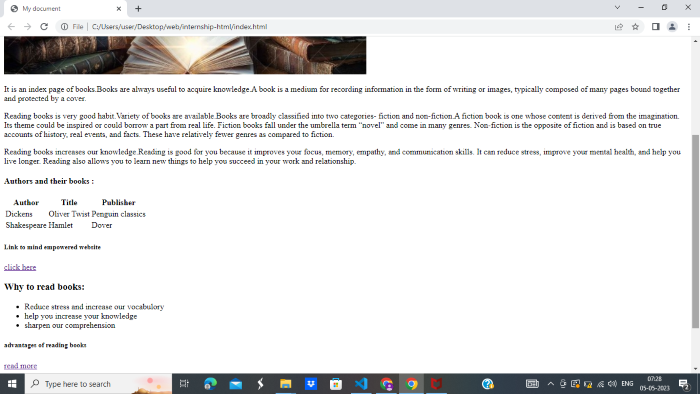 My document
File
C:/Users/user/Desktop/web/internship-html/index.html
It is an index page of books.Books are always useful to acquire knowledge.A book is a medium for recording information in the form of writing or images, typically composed of many pages bound together
and protected by a cover.
Reading books is very good habit.Variety of books are available.Books are broadly classified into two categories- fiction and non-fiction.A fiction book is one whose content is derived from the imagination.
Its theme could be inspired or could borrow a part from real life. Fiction books fall under the umbrella term “novel” and come in many genres. Non-fiction is the opposite of fiction and is based on true
accounts of history, real events, and facts. These have relatively fewer genres as compared to fiction.
Reading books increases our knowledge.Reading is good for you because it improves your focus, memory, empathy, and communication skills. It can reduce stress, improve your mental health, and help you
live longer. Reading also allows you to learn new things to help you succeed in your work and relationship.
Authors and their books :
Author Title Publisher
Dickens Oliver Twist Penguin classics
Shakespeare Hamlet Dover
Link to mind empowered website
click here
Why to read books:
Reduce stress and increase our vocabulory
help you increase your knowledge
sharpen our comprehension
advantages of reading books
read more
Type here to search
ENG
07:28
05-05-2023
2